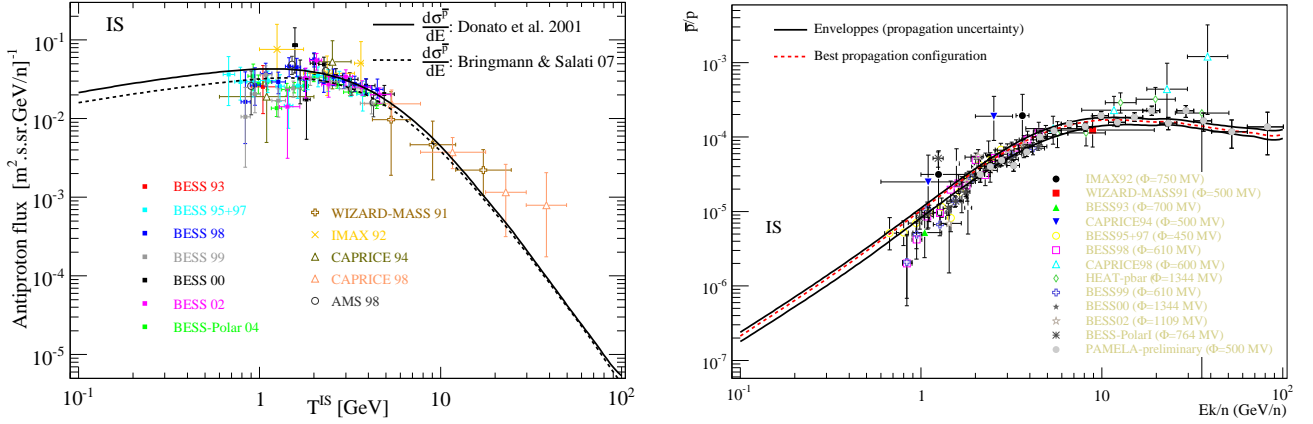 IS
dσ^p̄/dE: Donato et al. 2001
dσ^p̄/dE: Bringmann & Salati 07
Antiproton flux [m².s.sr.GeV/n]⁻¹
10⁻¹
10⁻²
10⁻³
10⁻⁴
10⁻⁵
BESS 93
BESS 95+97
BESS 98
BESS 99
BESS 00
BESS 02
BESS-Polar 04
WIZARD-MASS 91
IMAX 92
CAPRICE 94
CAPRICE 98
AMS 98
10⁻¹
1
10
10²
T^IS [GeV]
p̄/p
Enveloppes (propagation uncertainty)
Best propagation configuration
10⁻³
10⁻⁴
10⁻⁵
10⁻⁶
10⁻⁷
IS
IMAX92 (Φ=750 MV)
WIZARD-MASS91 (Φ=500 MV)
BESS93 (Φ=700 MV)
CAPRICE94 (Φ=500 MV)
BESS95+97 (Φ=450 MV)
BESS98 (Φ=610 MV)
CAPRICE98 (Φ=600 MV)
HEAT-pbar (Φ=1344 MV)
BESS99 (Φ=610 MV)
BESS00 (Φ=1344 MV)
BESS02 (Φ=1109 MV)
BESS-PolarI (Φ=764 MV)
PAMELA-preliminary (Φ=500 MV)
10⁻¹
1
10
10²
Ek/n (GeV/n)